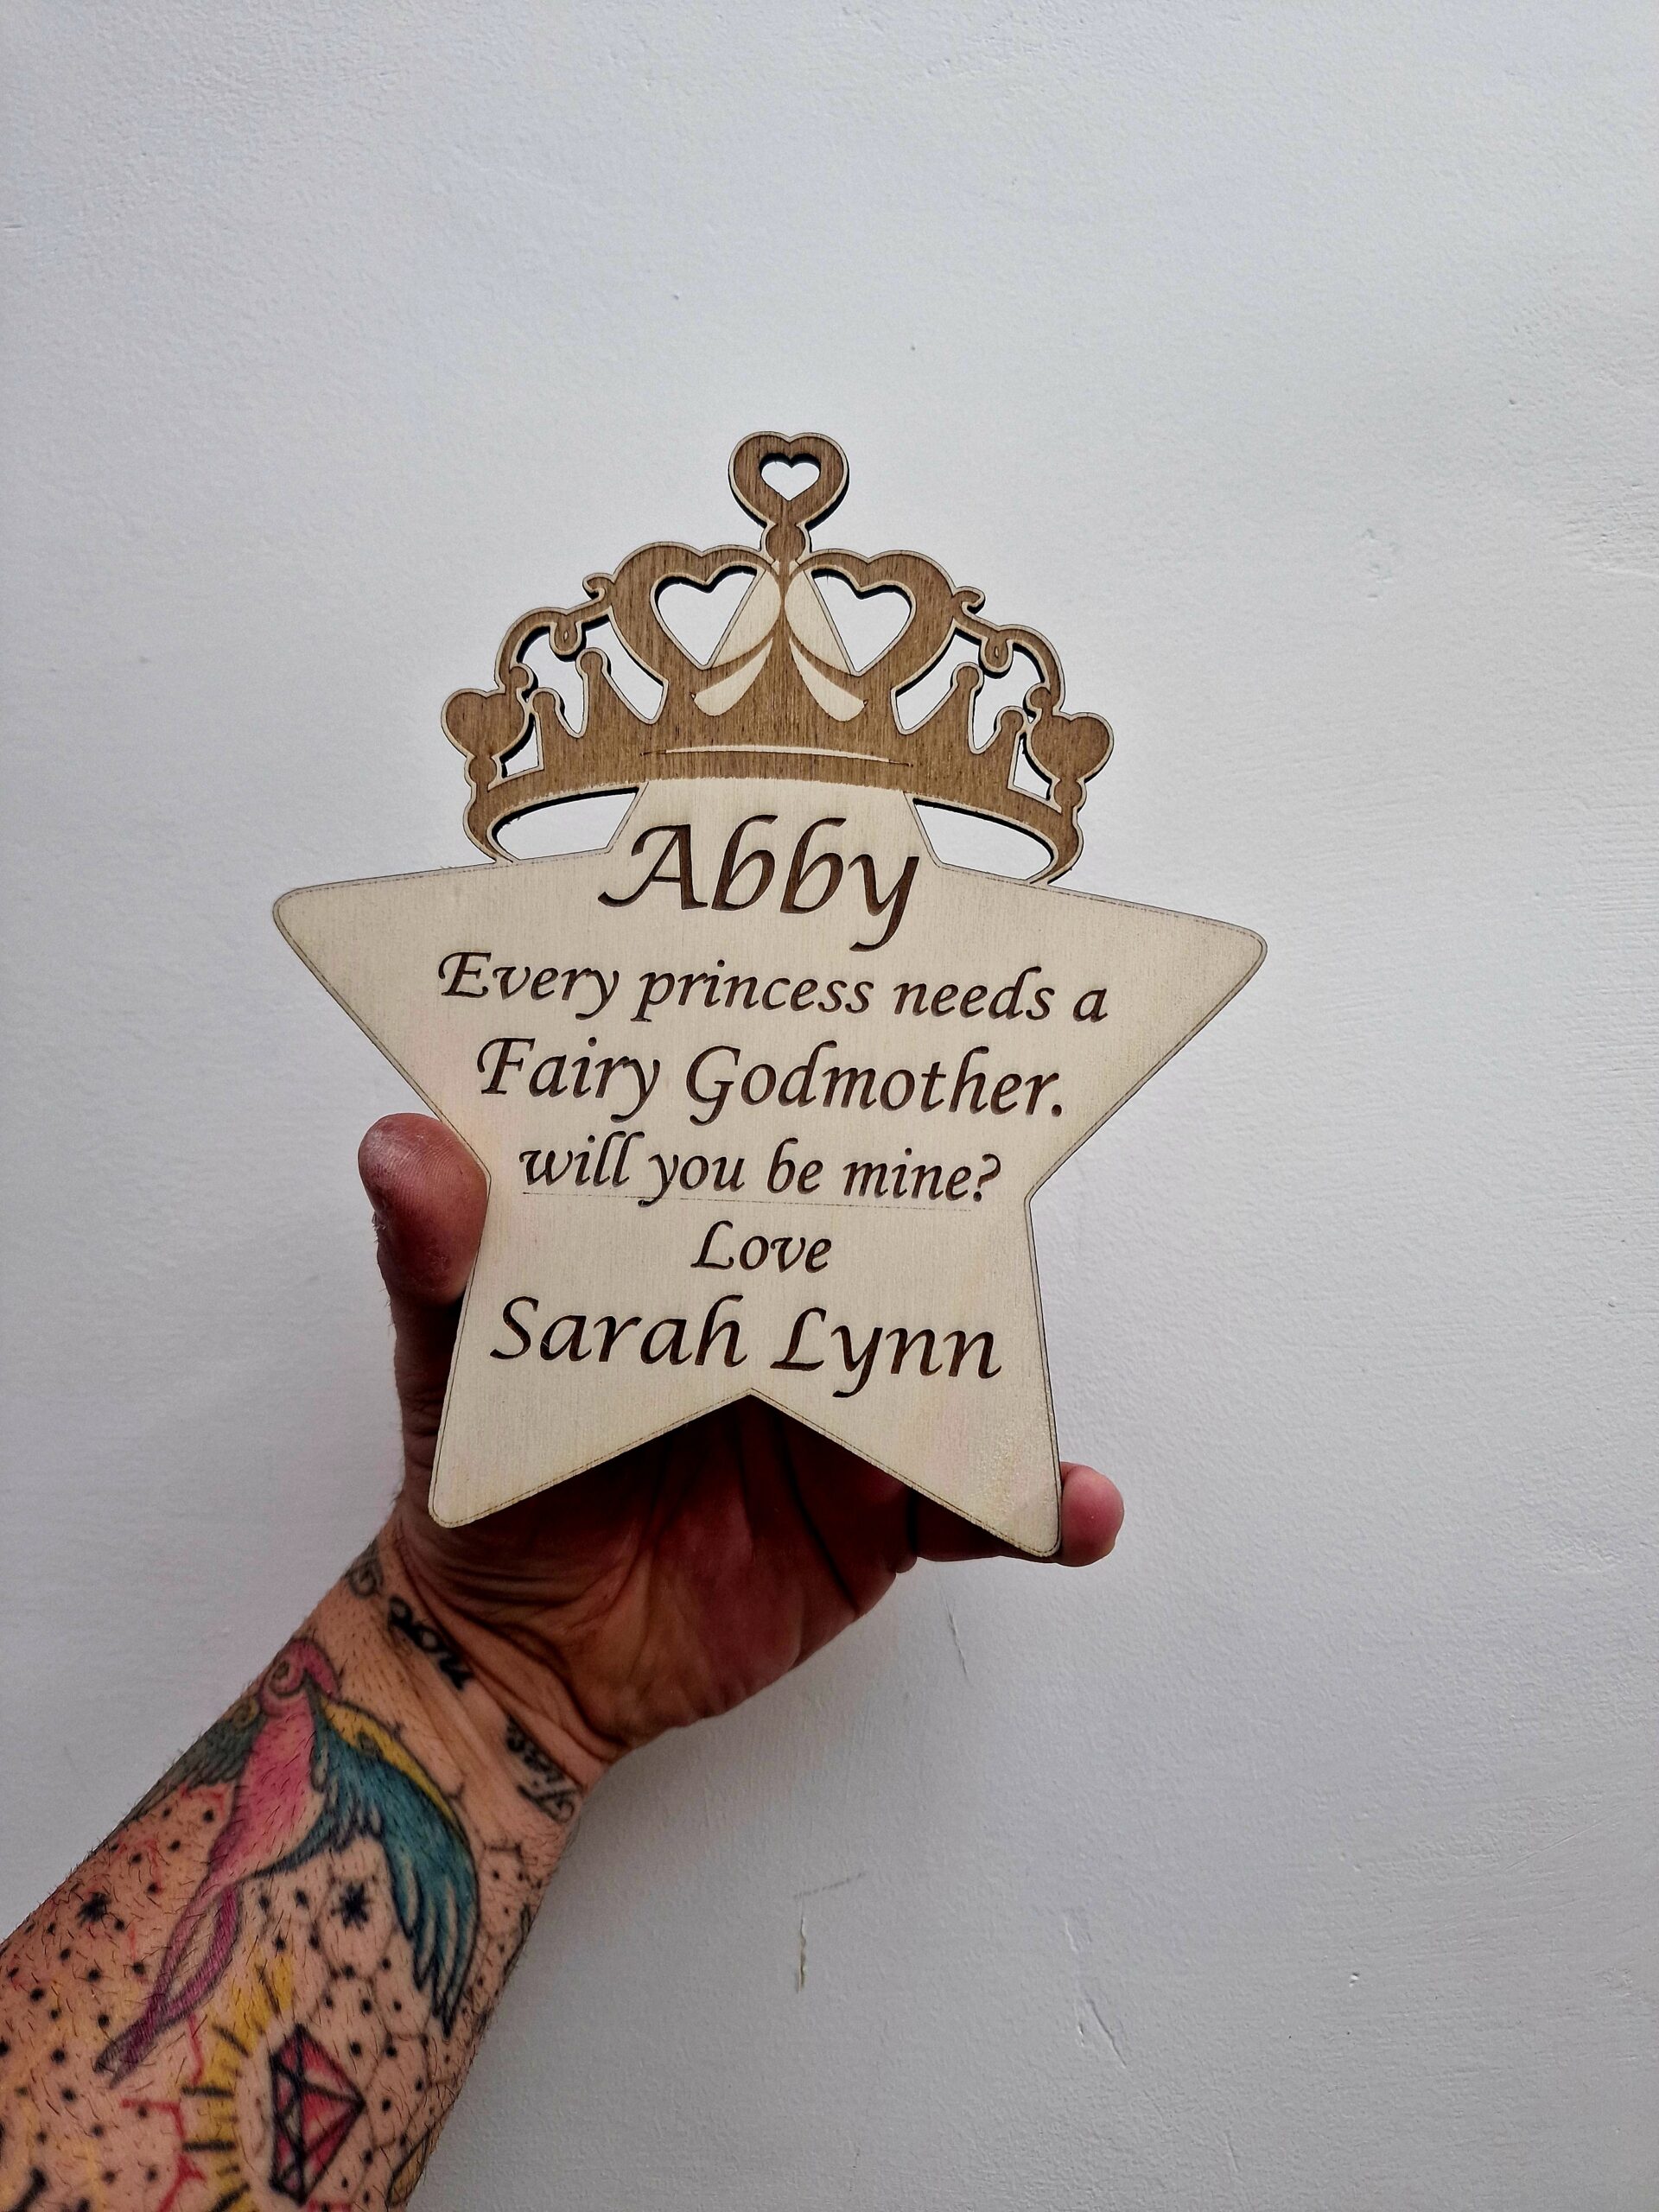 Abby
Every princess needs a
Fairy Godmother.
will you be mine?
Love
Sarah Lynn